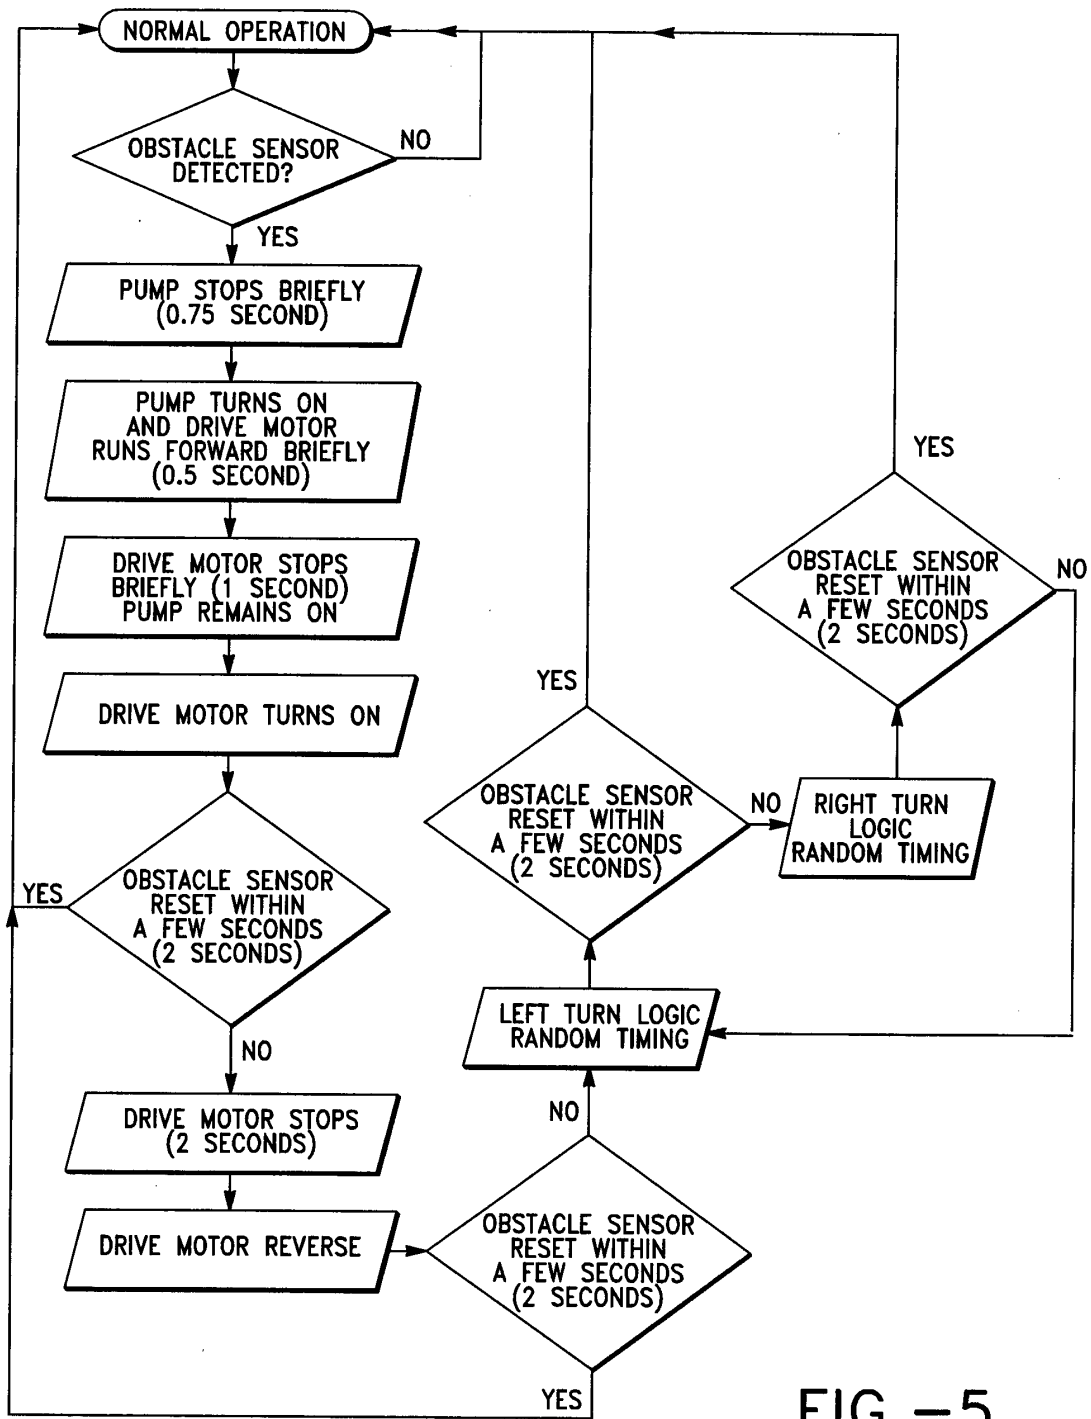 NORMAL OPERATION
OBSTACLE SENSOR
DETECTED?
NO
YES
PUMP STOPS BRIEFLY
(0.75 SECOND)
PUMP TURNS ON
AND DRIVE MOTOR
RUNS FORWARD BRIEFLY
(0.5 SECOND)
DRIVE MOTOR STOPS
BRIEFLY (1 SECOND)
PUMP REMAINS ON
DRIVE MOTOR TURNS ON
OBSTACLE SENSOR
RESET WITHIN
A FEW SECONDS
(2 SECONDS)
YES
NO
DRIVE MOTOR STOPS
(2 SECONDS)
DRIVE MOTOR REVERSE
OBSTACLE SENSOR
RESET WITHIN
A FEW SECONDS
(2 SECONDS)
YES
NO
LEFT TURN LOGIC
RANDOM TIMING
OBSTACLE SENSOR
RESET WITHIN
A FEW SECONDS
(2 SECONDS)
YES
NO
RIGHT TURN
LOGIC
RANDOM TIMING
OBSTACLE SENSOR
RESET WITHIN
A FEW SECONDS
(2 SECONDS)
YES
NO
FIG.-5